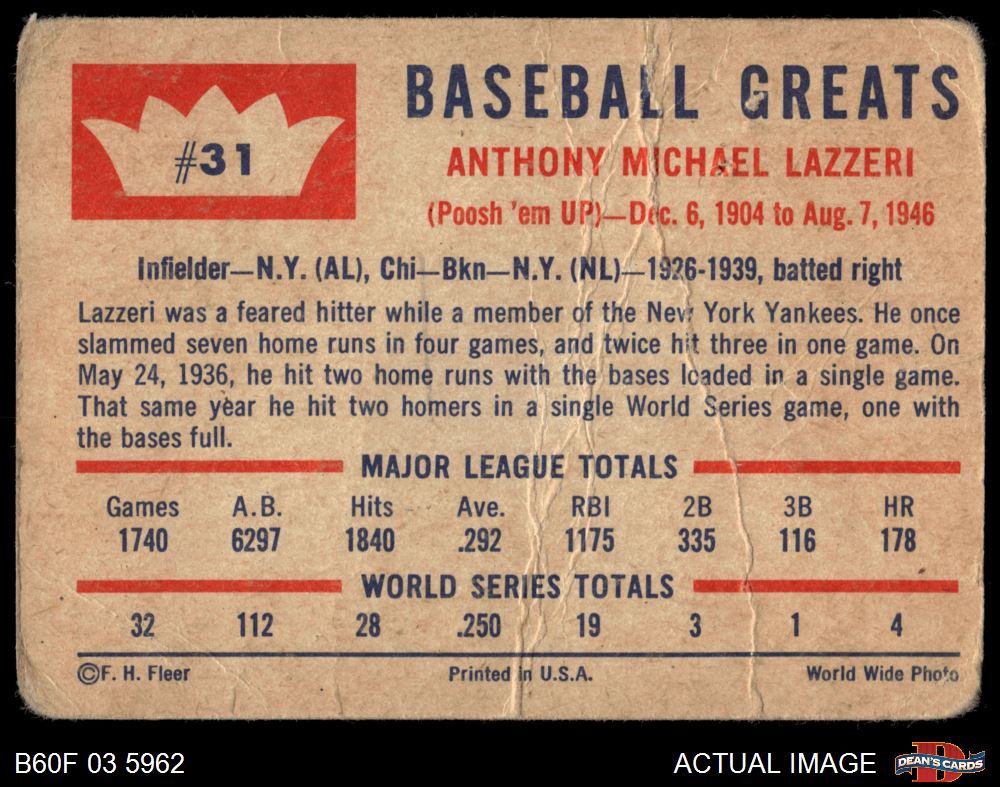 #31
BASEBALL GREATS
ANTHONY MICHAEL LAZZERI
(Poosh 'em UP)—Dec. 6, 1904 to Aug. 7, 1946
Infielder—N.Y. (AL), Chi—Bkn—N.Y. (NL)—1926-1939, batted right
Lazzeri was a feared hitter while a member of the New York Yankees. He once
slammed seven home runs in four games, and twice hit three in one game. On
May 24, 1936, he hit two home runs with the bases loaded in a single game.
That same year he hit two homers in a single World Series game, one with
the bases full.
MAJOR LEAGUE TOTALS
Games A.B. Hits Ave. RBI 2B 3B HR
1740 6297 1840 .292 1175 335 116 178
WORLD SERIES TOTALS
32 112 28 .250 19 3 1 4
©F. H. Fleer Printed in U.S.A. World Wide Photo
B60F 03 5962 ACTUAL IMAGE DEAN'S CARDS